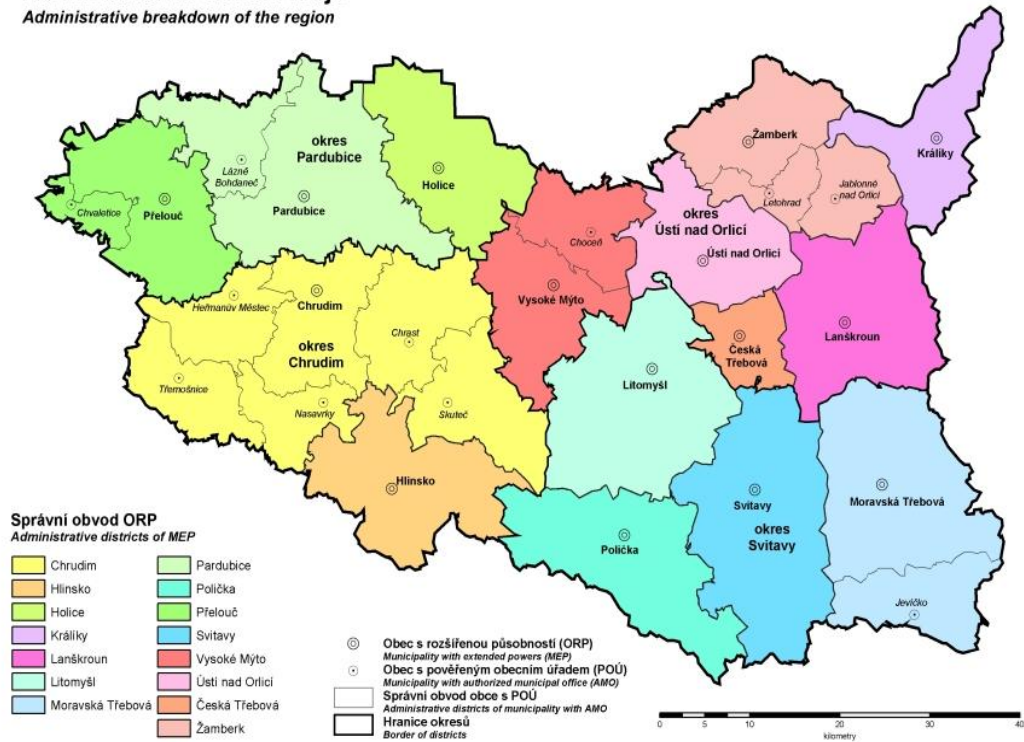 Administrative breakdown of the region
Žamberk
Králíky
okres
Pardubice
Lázně
Bohdaneč
Holice
Letohrad
Jablonné
nad Orlicí
Chvaletice
Přelouč
Pardubice
okres
Ústí nad Orlicí
Choceň
Ústí nad Orlicí
Heřmanův Městec
Chrudim
Vysoké Mýto
Chrast
Lanškroun
okres
Chrudim
Česká
Třebová
Třemošnice
Litomyšl
Nasavrky
Skuteč
Hlinsko
Svitavy
Moravská Třebová
okres
Svitavy
Polička
Jevíčko
Správní obvod ORP
Administrative districts of MEP
Chrudim
Hlinsko
Holice
Králíky
Lanškroun
Litomyšl
Moravská Třebová
Pardubice
Polička
Přelouč
Svitavy
Vysoké Mýto
Ústí nad Orlicí
Česká Třebová
Žamberk
Obec s rozšířenou působností (ORP)
Municipality with extended powers (MEP)
Obec s pověřeným obecním úřadem (POÚ)
Municipality with authorized municipal office (AMO)
Správní obvod obce s POÚ
Administrative districts of municipality with AMO
Hranice okresů
Border of districts
0 5 10 20 30 40
kilometry